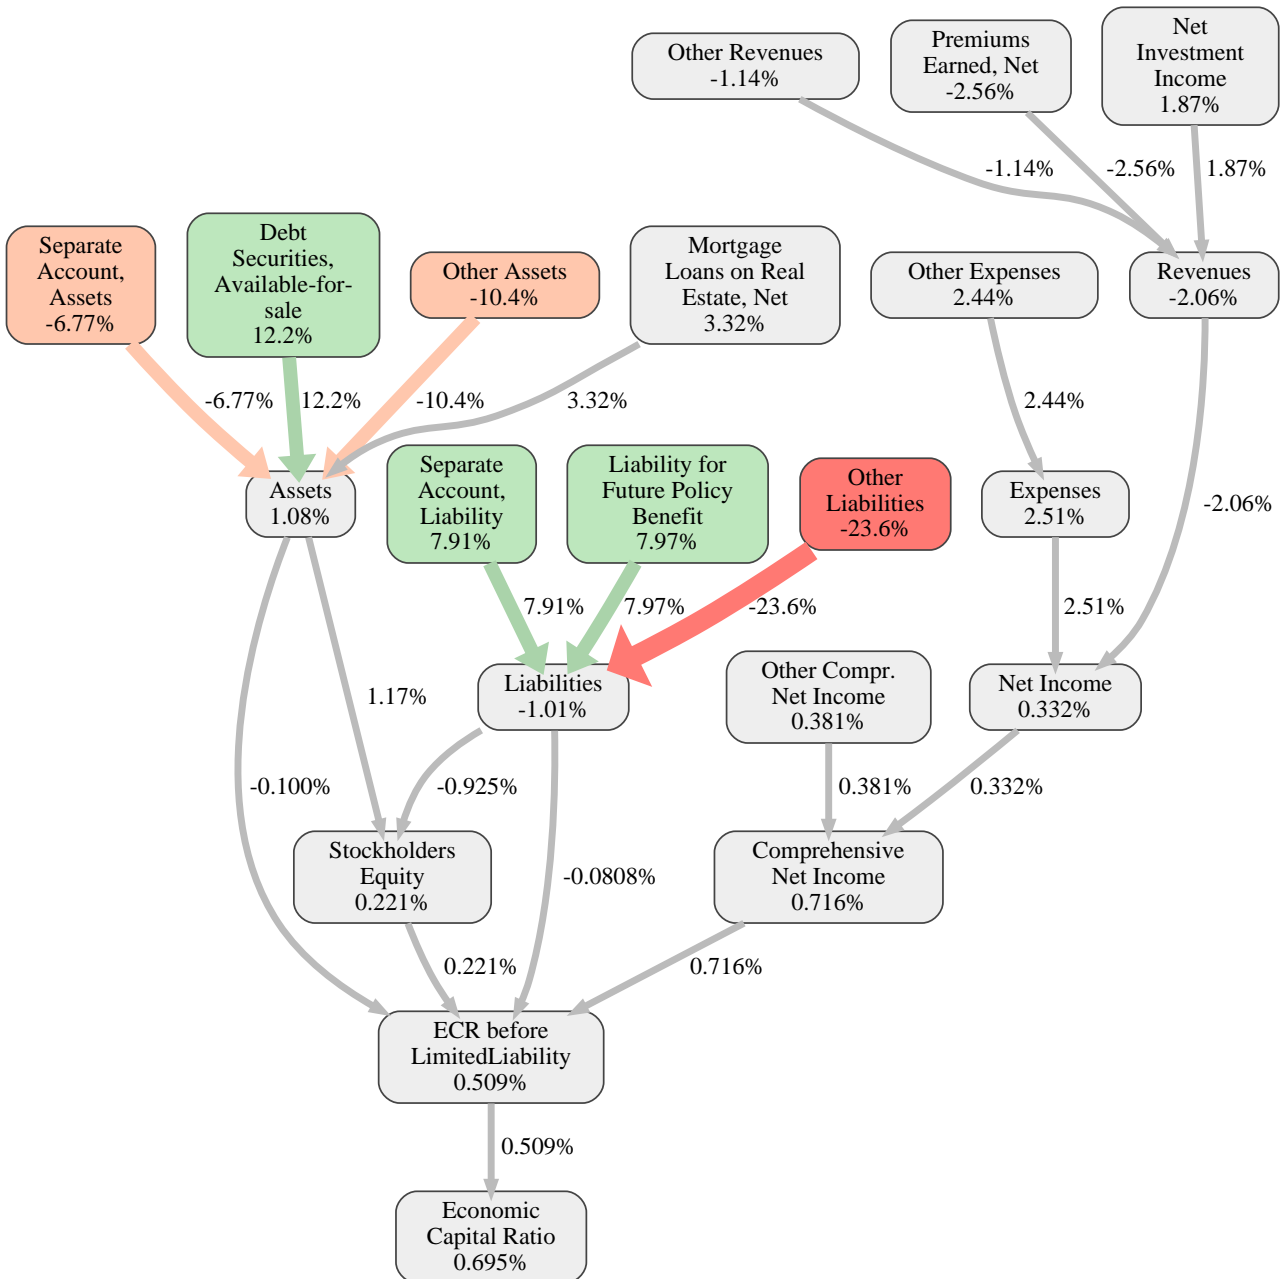 Other Revenues
-1.14%
Premiums
Earned, Net
-2.56%
Net
Investment
Income
1.87%
-1.14%
-2.56%
1.87%
Separate
Account,
Assets
-6.77%
Debt
Securities,
Available-for-
sale
12.2%
Other Assets
-10.4%
Mortgage
Loans on Real
Estate, Net
3.32%
Other Expenses
2.44%
Revenues
-2.06%
-6.77%
12.2%
-10.4%
3.32%
2.44%
Assets
1.08%
Separate
Account,
Liability
7.91%
Liability for
Future Policy
Benefit
7.97%
Other
Liabilities
-23.6%
Expenses
2.51%
-2.06%
7.91%
7.97%
-23.6%
2.51%
1.17%
Liabilities
-1.01%
Other Compr.
Net Income
0.381%
Net Income
0.332%
-0.100%
-0.925%
0.381%
0.332%
Stockholders
Equity
0.221%
-0.0808%
Comprehensive
Net Income
0.716%
0.221%
0.716%
ECR before
LimitedLiability
0.509%
0.509%
Economic
Capital Ratio
0.695%